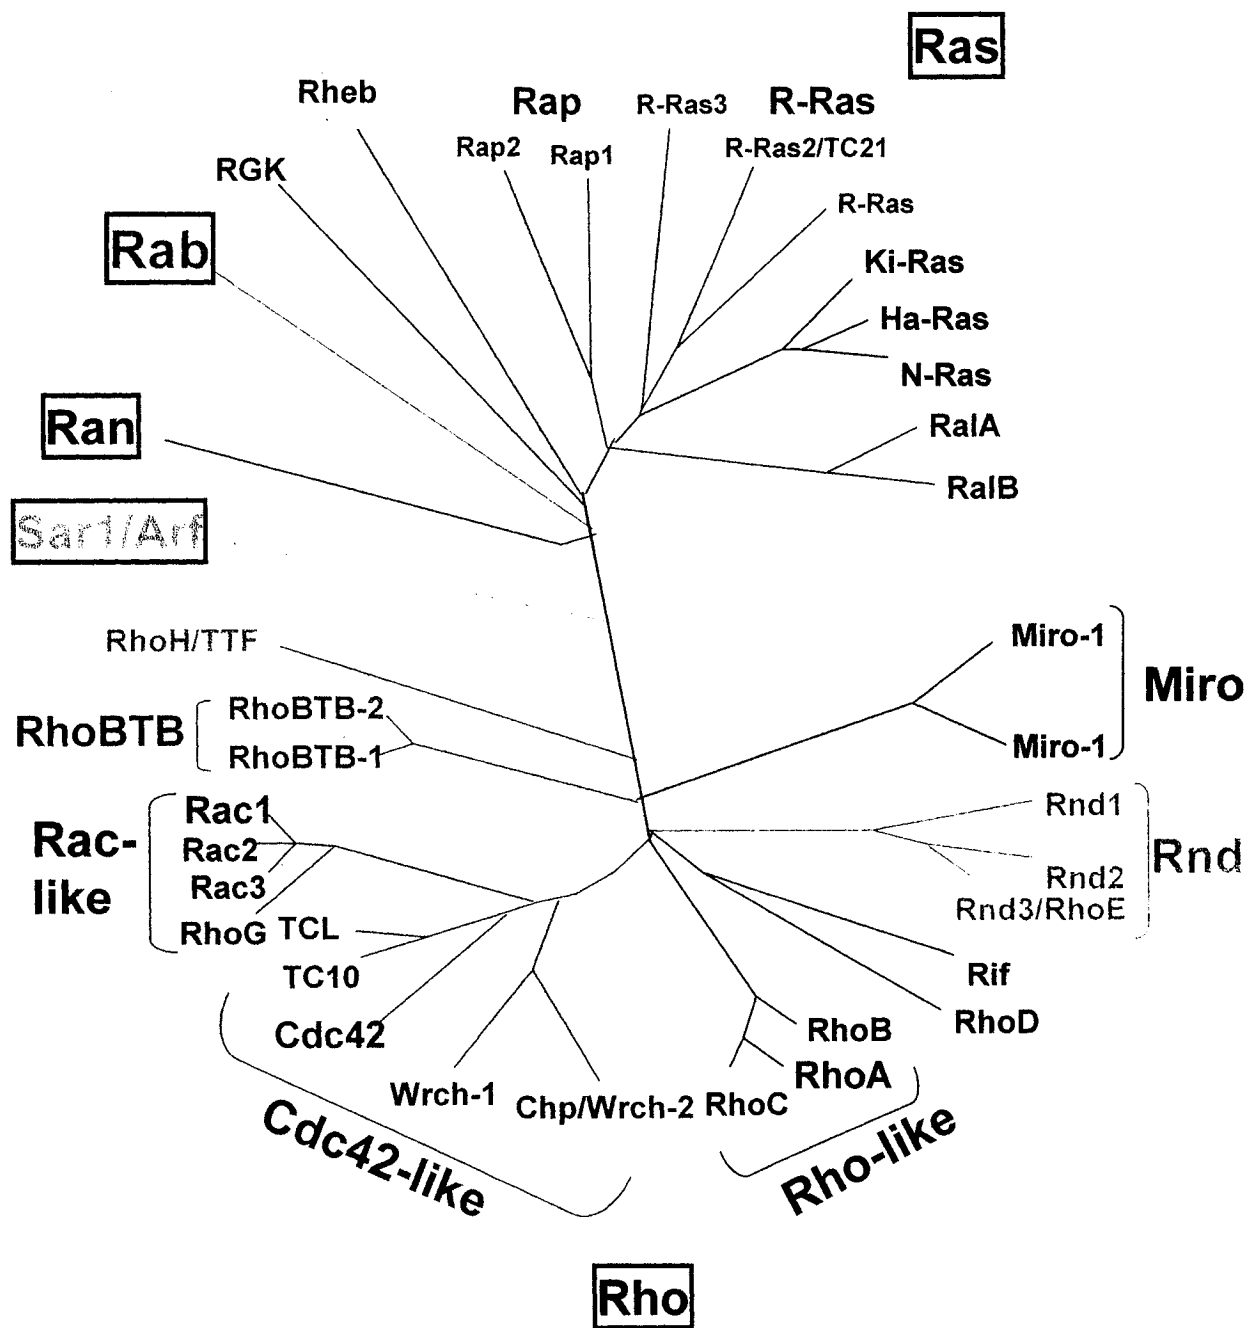 Ras
Rheb
Rap
R-Ras3
R-Ras
Rap2
Rap1
R-Ras2/TC21
RGK
R-Ras
Rab
Ki-Ras
Ha-Ras
N-Ras
Ran
RalA
RalB
Sar1/Arf
RhoH/TTF
Miro-1
Miro
RhoBTB
RhoBTB-2
RhoBTB-1
Miro-1
Rac-
like
Rac1
Rac2
Rac3
RhoG
Rnd1
Rnd
Rnd2
Rnd3/RhoE
TCL
TC10
Rif
RhoD
Cdc42
RhoB
RhoA
Wrch-1
Chp/Wrch-2
RhoC
Cdc42-like
Rho-like
Rho